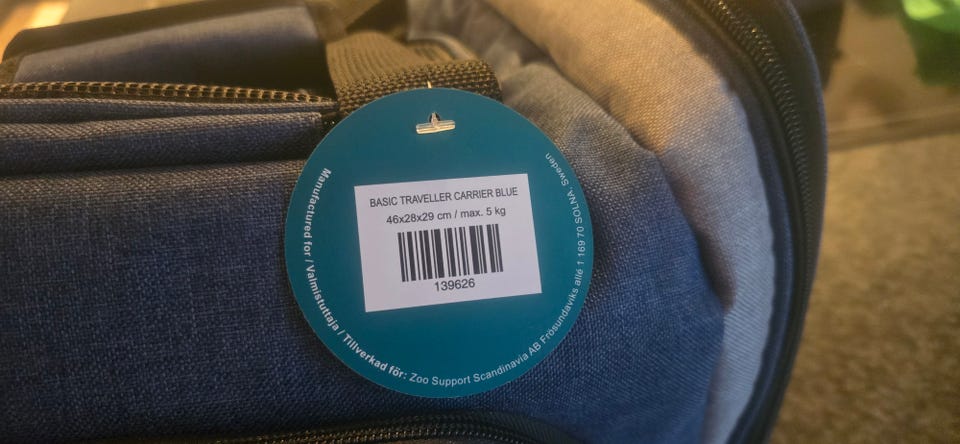 BASIC TRAVELLER CARRIER BLUE
46x28x29 cm / max. 5 kg
139626
Manufactured for / Valmistuttaja / Tillverkad för: Zoo Support Scandinavia AB Frösundaviks allé 1 169 70 SOLNA, Sweden